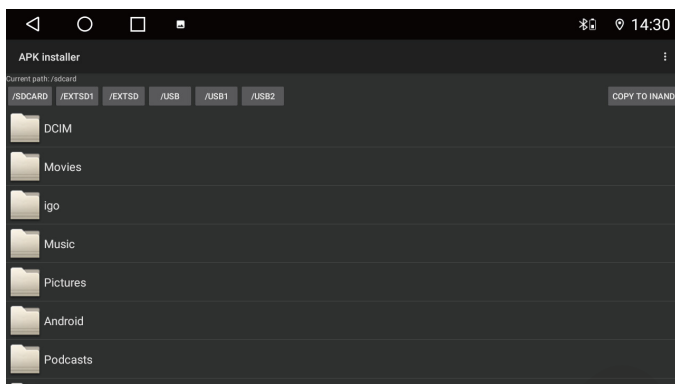 14:30
APK installer
Current path: /sdcard
/SDCARD /EXTSD1 /EXTSD /USB /USB1 /USB2 COPY TO INAND
DCIM
Movies
igo
Music
Pictures
Android
Podcasts